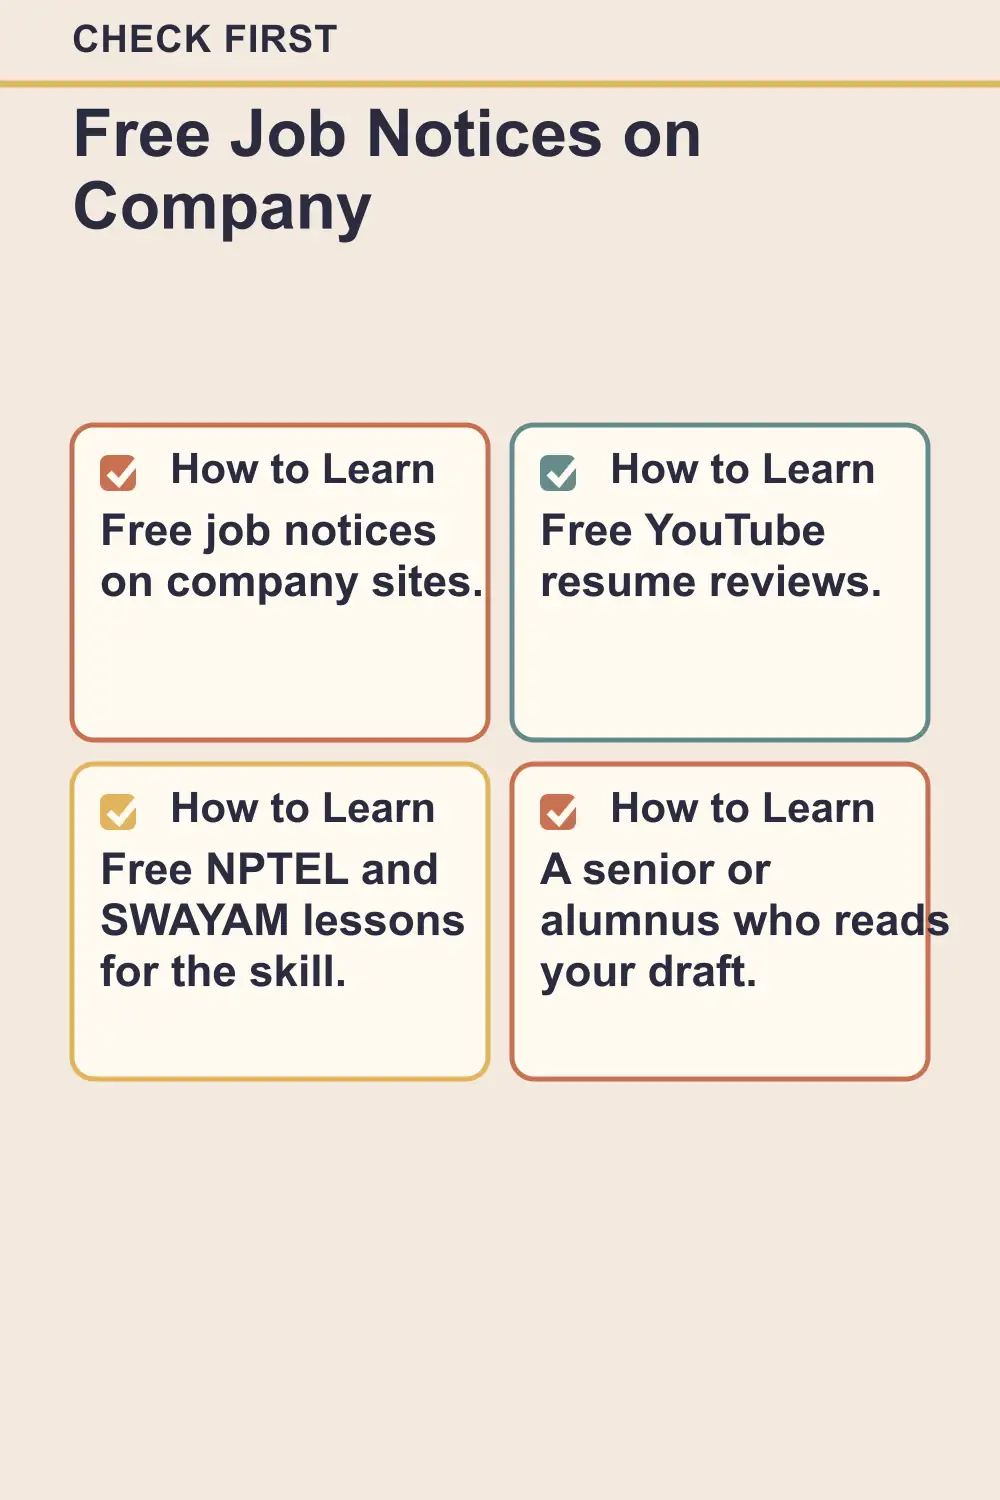 CHECK FIRST
Free Job Notices on
Company
How to Learn
Free job notices
on company sites.
How to Learn
Free YouTube
resume reviews.
How to Learn
Free NPTEL and
SWAYAM lessons
for the skill.
How to Learn
A senior or
alumnus who reads
your draft.